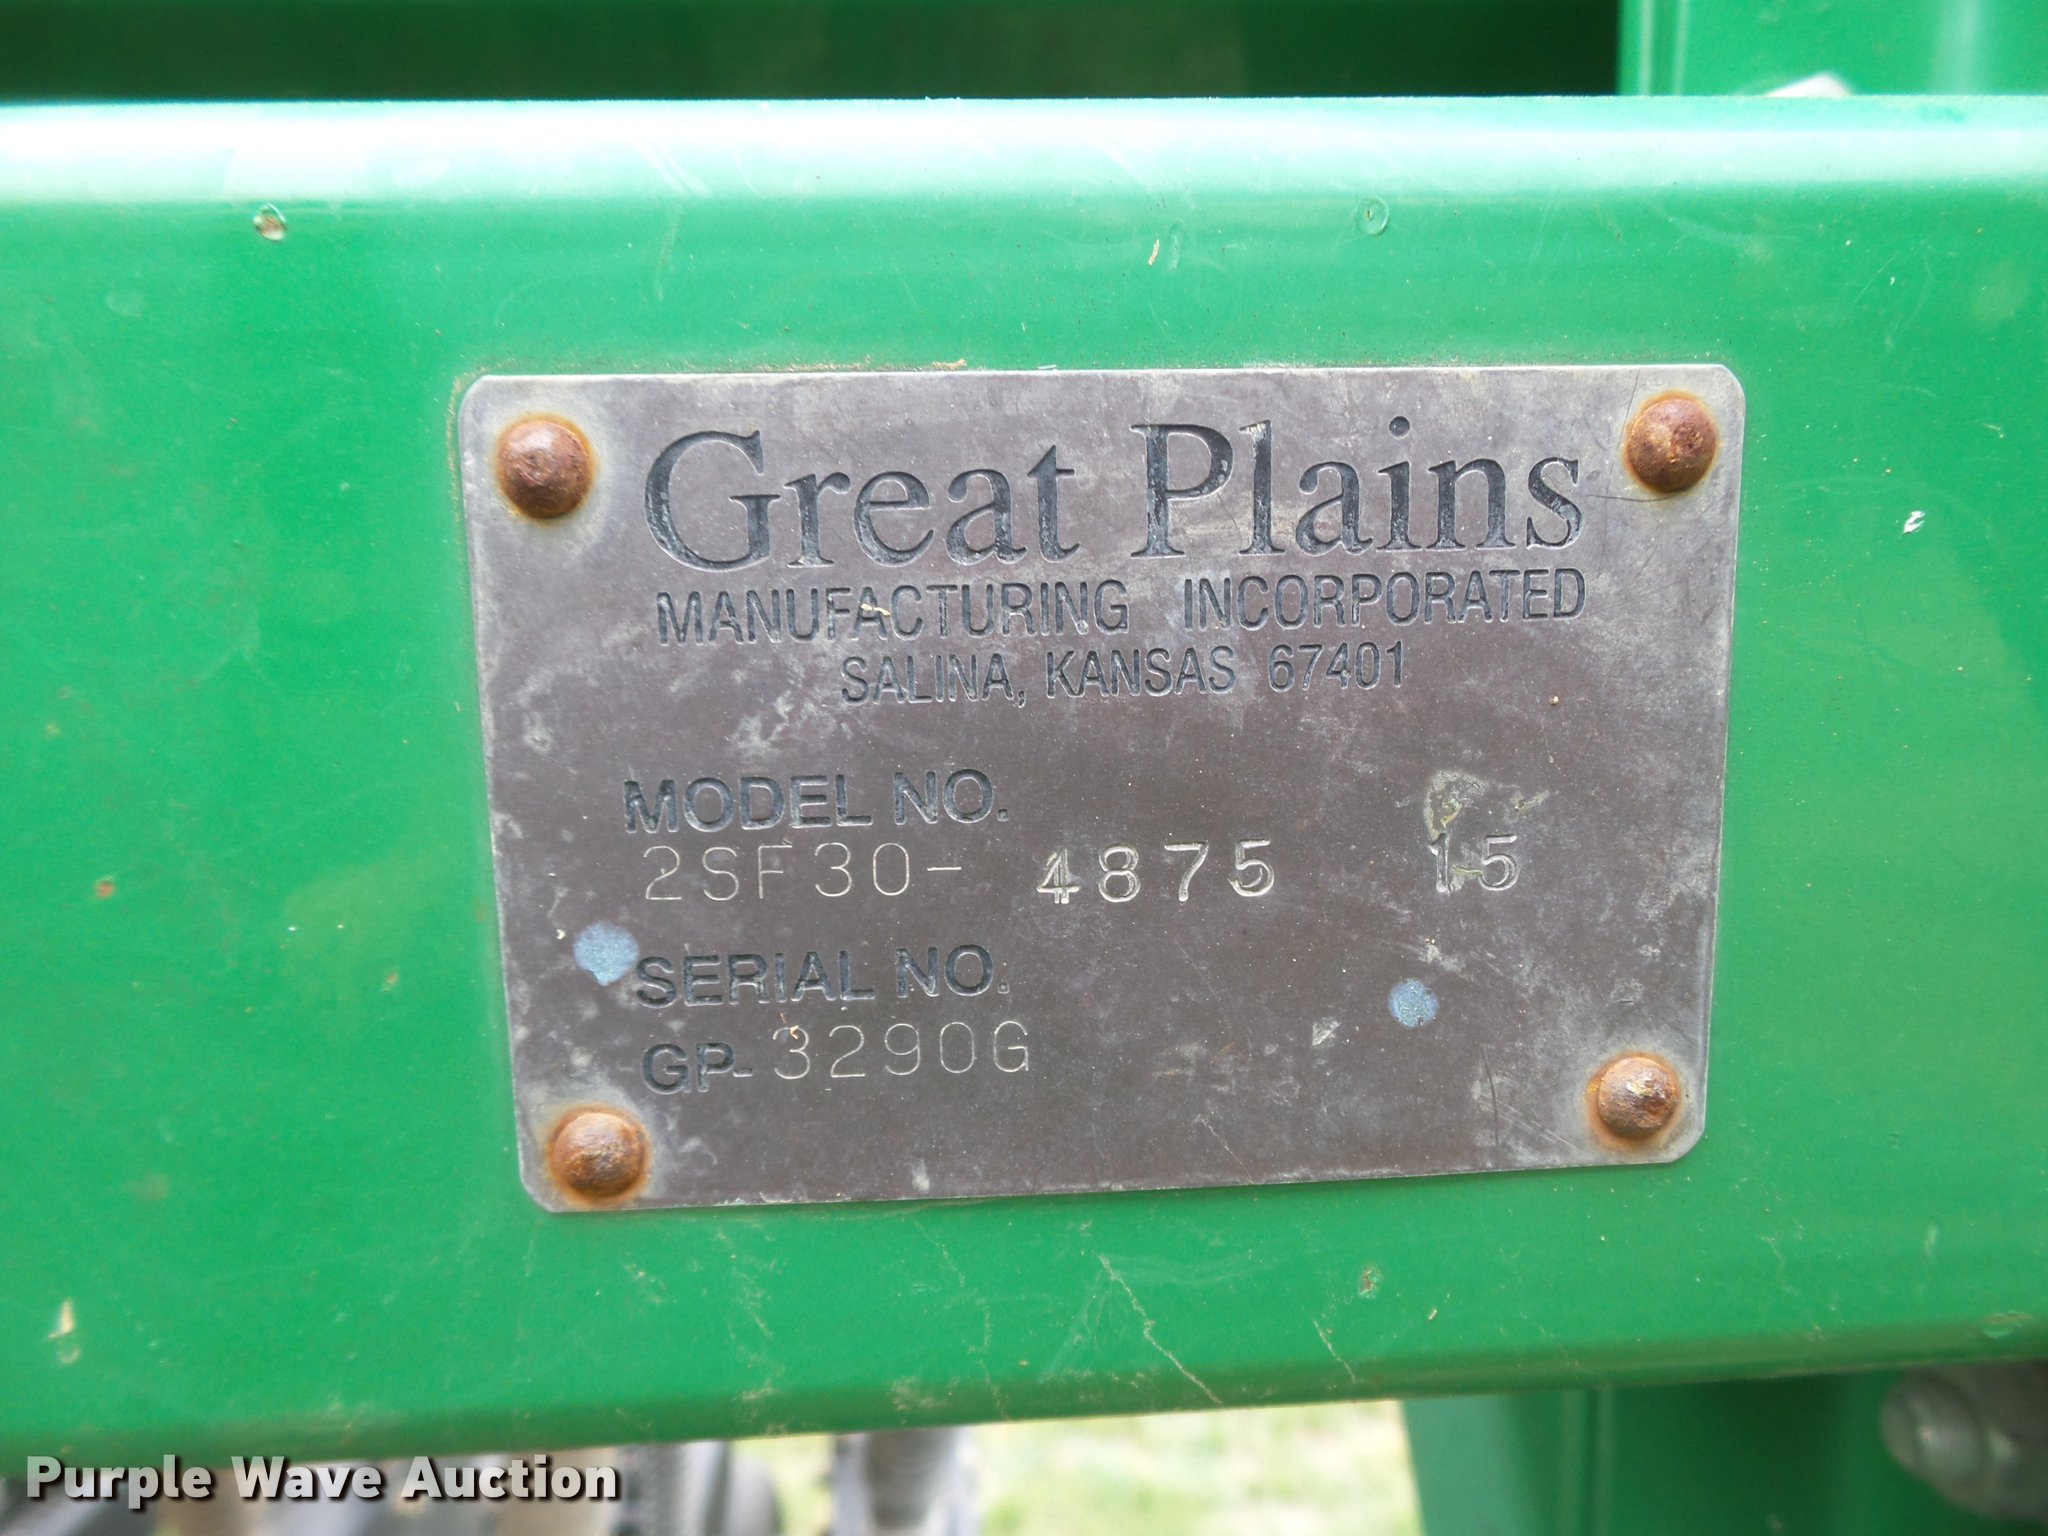 Great Plains
MANUFACTURING INCORPORATED
SALINA, KANSAS 67401
MODEL NO.
2SF30- 4875 15
SERIAL NO.
GP-3290G
Purple Wave Auction